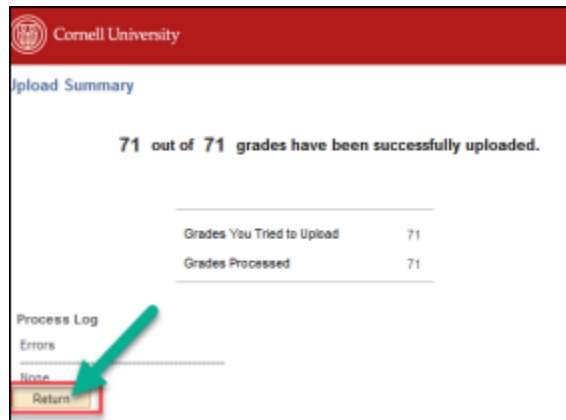 Cornell University
Upload Summary
71 out of 71 grades have been successfully uploaded.
Grades You Tried to Upload 71
Grades Processed 71
Process Log
Errors
None
Return